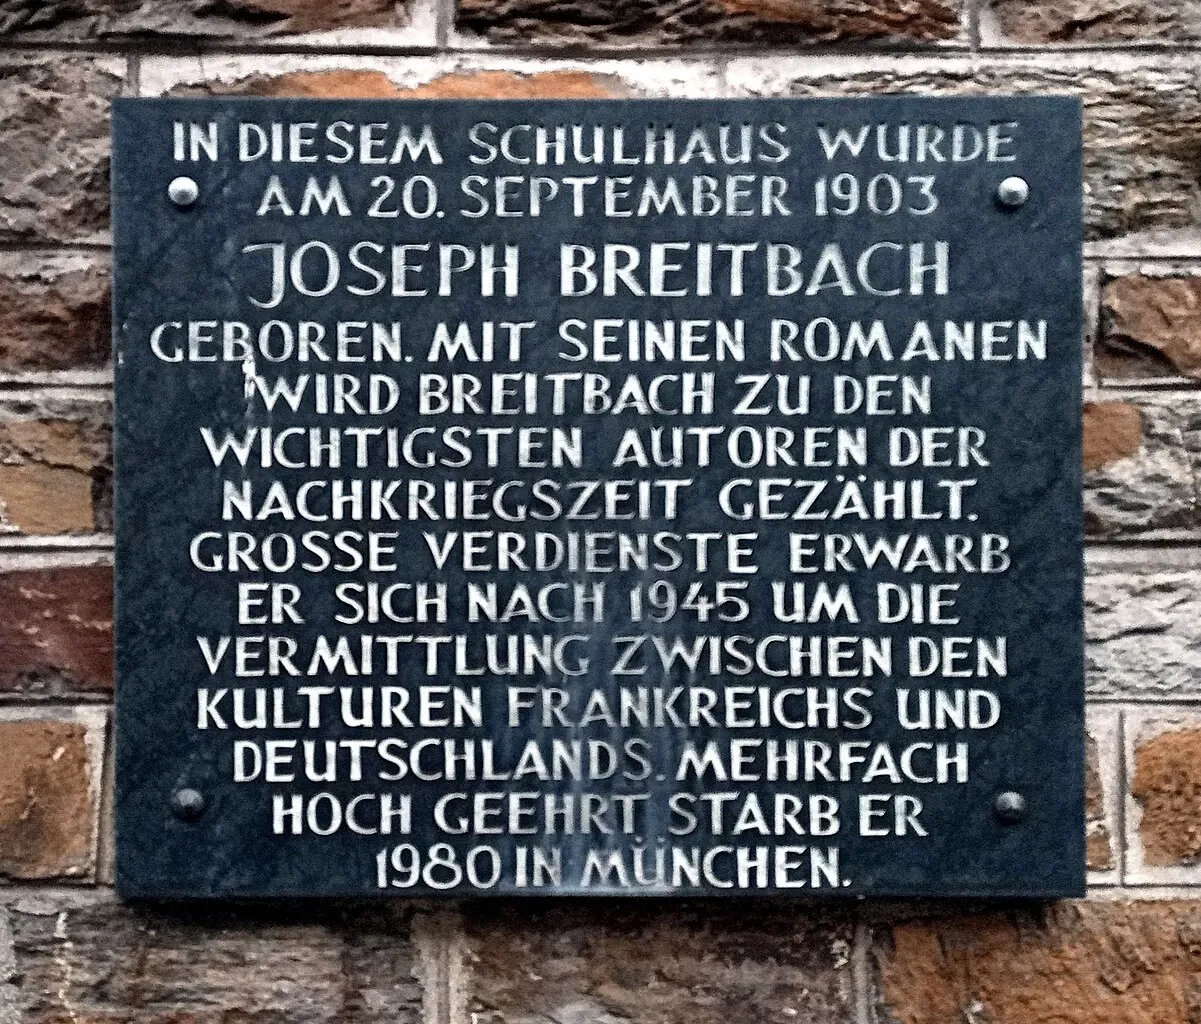 IN DIESEM SCHULHAUS WURDE
AM 20. SEPTEMBER 1903
JOSEPH BREITBACH
GEBOREN. MIT SEINEN ROMANEN
WIRD BREITBACH ZU DEN
WICHTIGSTEN AUTOREN DER
NACHKRIEGSZEIT GEZÄHLT.
GROSSE VERDIENSTE ERWARB
ER SICH NACH 1945 UM DIE
VERMITTLUNG ZWISCHEN DEN
KULTUREN FRANKREICHS UND
DEUTSCHLANDS. MEHRFACH
HOCH GEEHRT STARB ER
1980 IN MÜNCHEN.